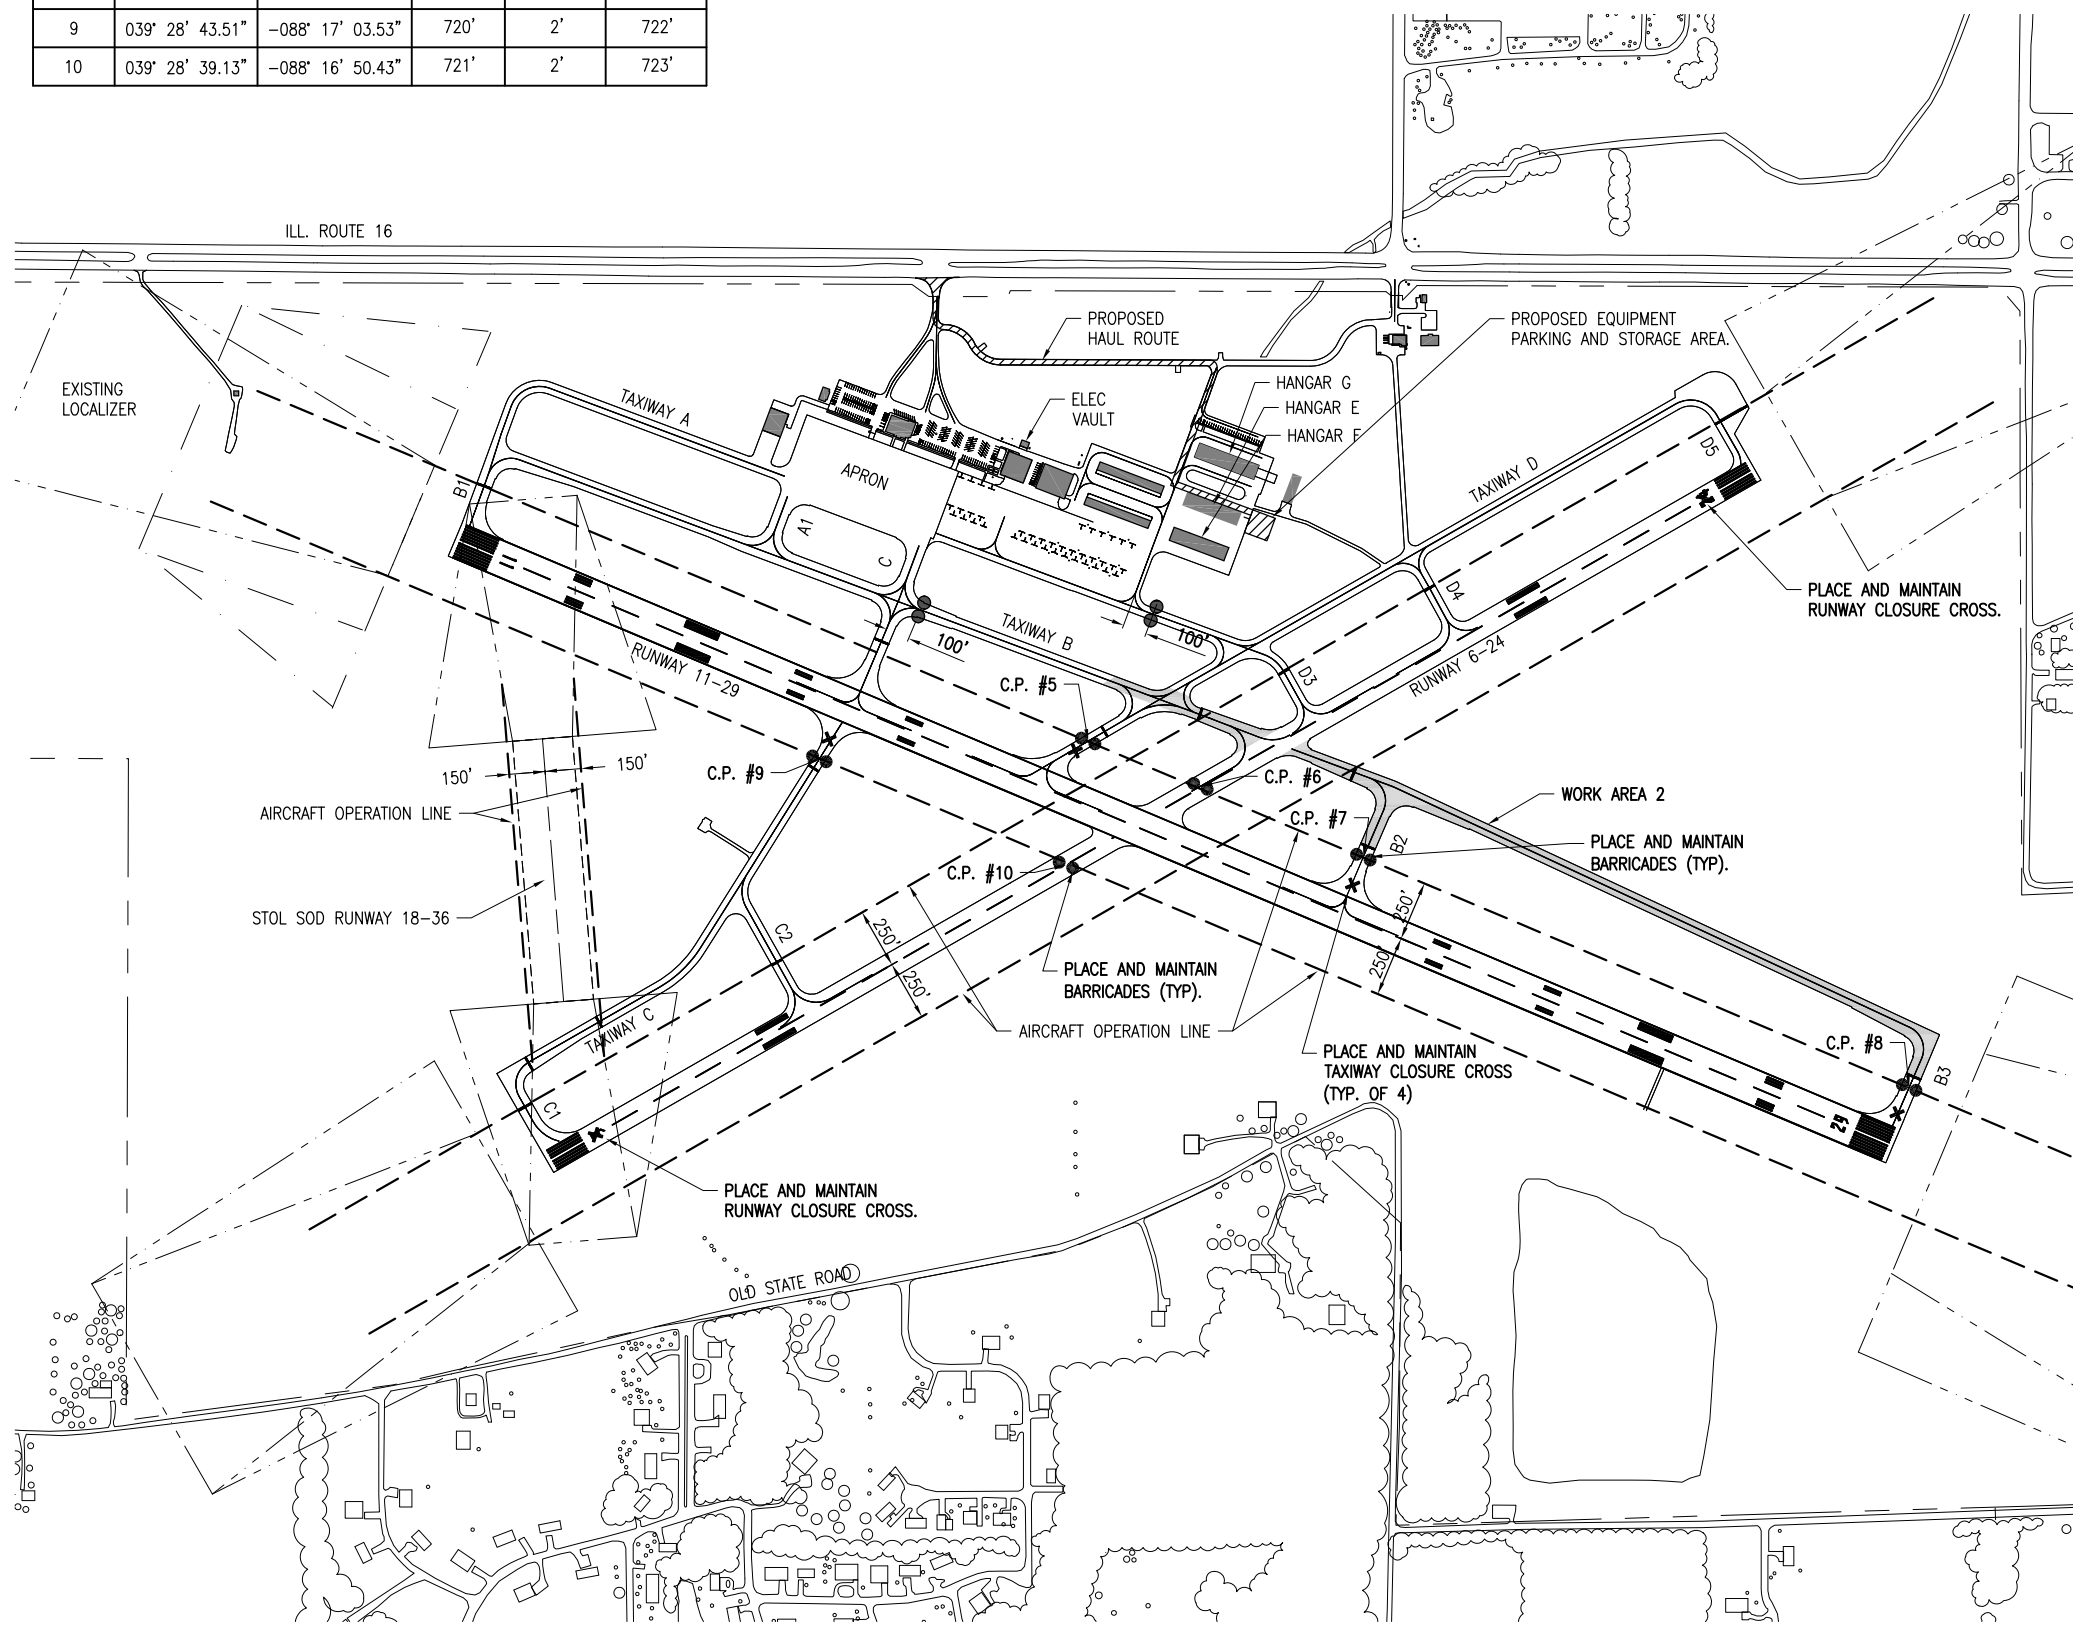 9 039° 28' 43.51" -088° 17' 03.53" 720' 2' 722'
10 039° 28' 39.13" -088° 16' 50.43" 721' 2' 723'
ILL. ROUTE 16
EXISTING
LOCALIZER
PROPOSED
HAUL ROUTE
PROPOSED EQUIPMENT
PARKING AND STORAGE AREA.
ELEC
VAULT
HANGAR G
HANGAR E
HANGAR F
TAXIWAY A
APRON
B1
A1
C
TAXIWAY D
D5
D4
D3
PLACE AND MAINTAIN
RUNWAY CLOSURE CROSS.
TAXIWAY B
100'
100'
RUNWAY 11-29
RUNWAY 6-24
C.P. #5
C.P. #9
C.P. #6
C.P. #7
C.P. #10
150'
150'
AIRCRAFT OPERATION LINE
STOL SOD RUNWAY 18-36
WORK AREA 2
B2
PLACE AND MAINTAIN
BARRICADES (TYP).
250'
250'
C2
250'
250'
PLACE AND MAINTAIN
BARRICADES (TYP).
AIRCRAFT OPERATION LINE
TAXIWAY C
C1
PLACE AND MAINTAIN
TAXIWAY CLOSURE CROSS
(TYP. OF 4)
C.P. #8
B3
29
PLACE AND MAINTAIN
RUNWAY CLOSURE CROSS.
OLD STATE ROAD